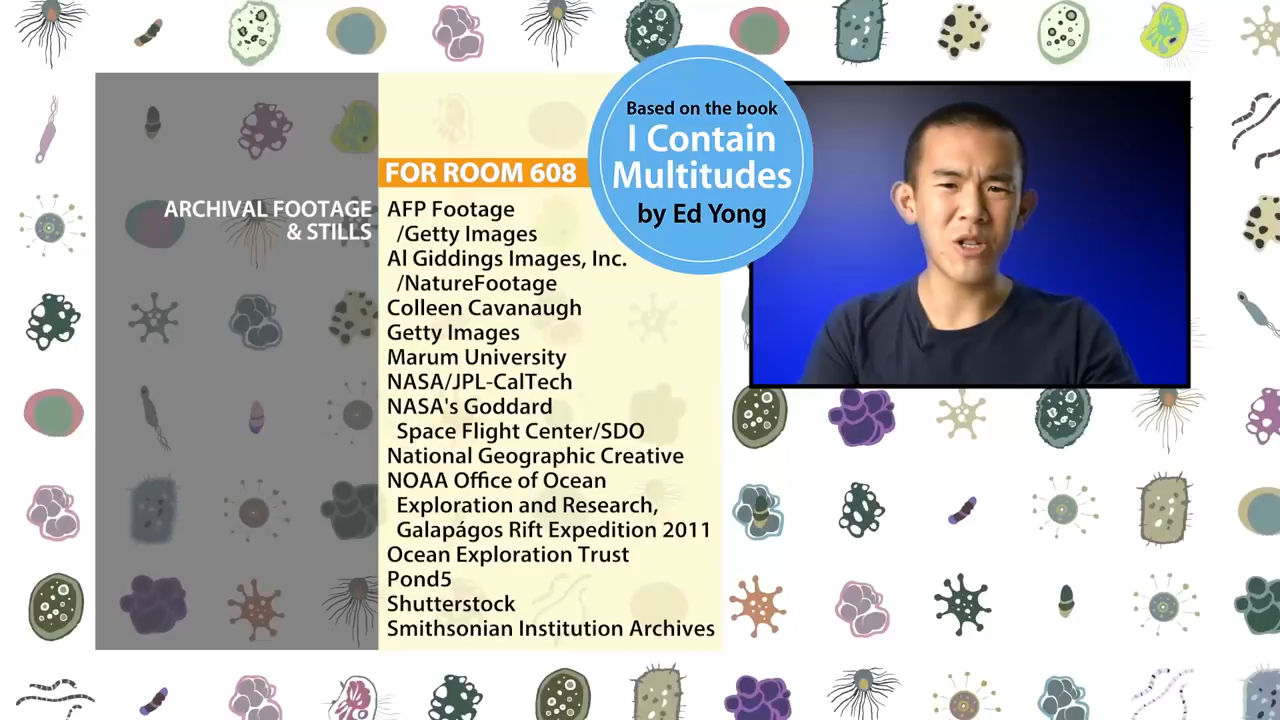 Based on the book
I Contain
Multitudes
by Ed Yong
FOR ROOM 608
ARCHIVAL FOOTAGE
& STILLS
AFP Footage
/Getty Images
Al Giddings Images, Inc.
/NatureFootage
Colleen Cavanaugh
Getty Images
Marum University
NASA/JPL-CalTech
NASA's Goddard
Space Flight Center/SDO
National Geographic Creative
NOAA Office of Ocean
Exploration and Research,
Galapágos Rift Expedition 2011
Ocean Exploration Trust
Pond5
Shutterstock
Smithsonian Institution Archives